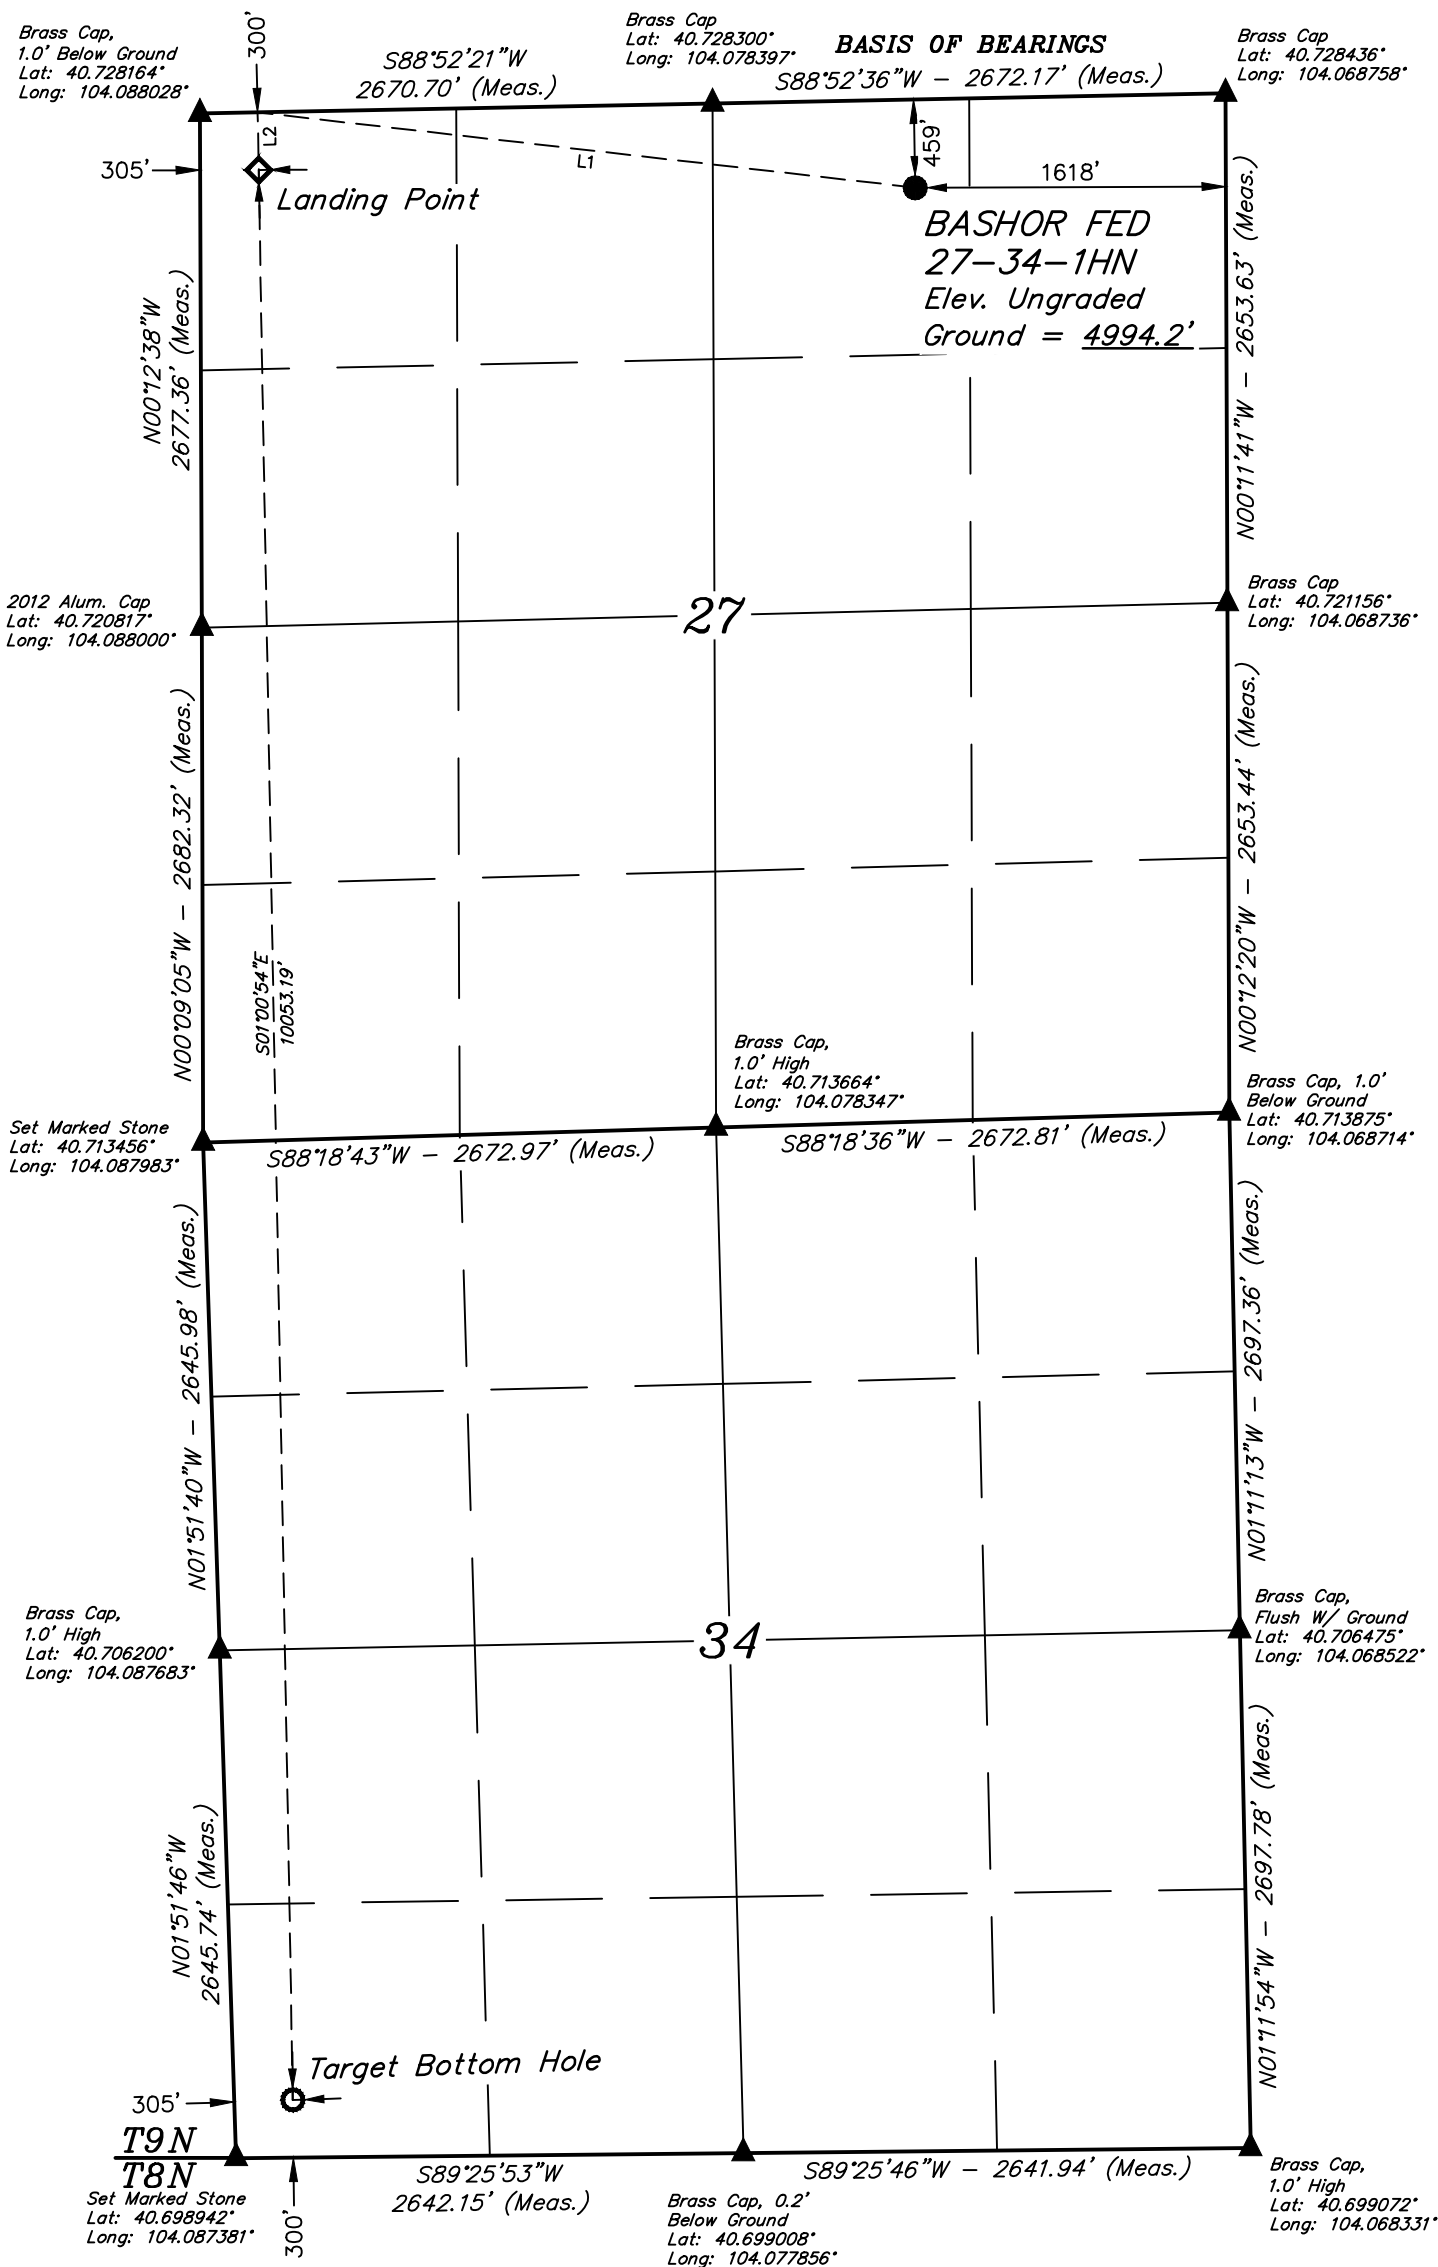 Brass Cap,
1.0' Below Ground
Lat: 40.728164°
Long: 104.088028°
300'
S88°52'21"W
2670.70' (Meas.)
Brass Cap
Lat: 40.728300°
Long: 104.078397°
BASIS OF BEARINGS
S88°52'36"W - 2672.17' (Meas.)
Brass Cap
Lat: 40.728436°
Long: 104.068758°
L2
L1
459'
305'
1618'
Landing Point
BASHOR FED
27-34-1HN
Elev. Ungraded
Ground = 4994.2'
N00°12'38"W
2677.36' (Meas.)
N00°11'41"W - 2653.63' (Meas.)
2012 Alum. Cap
Lat: 40.720817°
Long: 104.088000°
27
Brass Cap
Lat: 40.721156°
Long: 104.068736°
N00°09'05"W - 2682.32' (Meas.)
S01°00'54"E
10053.19'
N00°12'20"W - 2653.44' (Meas.)
Brass Cap,
1.0' High
Lat: 40.713664°
Long: 104.078347°
Brass Cap, 1.0'
Below Ground
Lat: 40.713875°
Long: 104.068714°
Set Marked Stone
Lat: 40.713456°
Long: 104.087983°
S88°18'43"W - 2672.97' (Meas.)
S88°18'36"W - 2672.81' (Meas.)
N01°51'40"W - 2645.98' (Meas.)
N01°11'13"W - 2697.36' (Meas.)
Brass Cap,
1.0' High
Lat: 40.706200°
Long: 104.087683°
34
Brass Cap,
Flush W/ Ground
Lat: 40.706475°
Long: 104.068522°
N01°51'46"W
2645.74' (Meas.)
N01°11'54"W - 2697.78' (Meas.)
Target Bottom Hole
305'
T9N
T8N
Set Marked Stone
Lat: 40.698942°
Long: 104.087381°
300'
S89°25'53"W
2642.15' (Meas.)
Brass Cap, 0.2'
Below Ground
Lat: 40.699008°
Long: 104.077856°
S89°25'46"W - 2641.94' (Meas.)
Brass Cap,
1.0' High
Lat: 40.699072°
Long: 104.068331°